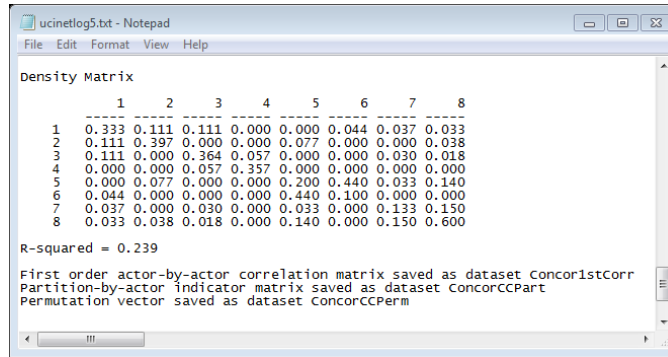 ucinetlog5.txt - Notepad
File Edit Format View Help
Density Matrix
1 2 3 4 5 6 7 8
----- ----- ----- ----- ----- ----- ----- -----
1 0.333 0.111 0.111 0.000 0.000 0.044 0.037 0.033
2 0.111 0.397 0.000 0.000 0.077 0.000 0.000 0.038
3 0.111 0.000 0.364 0.057 0.000 0.000 0.030 0.018
4 0.000 0.000 0.057 0.357 0.000 0.000 0.000 0.000
5 0.000 0.077 0.000 0.000 0.200 0.440 0.033 0.140
6 0.044 0.000 0.000 0.000 0.440 0.100 0.000 0.000
7 0.037 0.000 0.030 0.000 0.033 0.000 0.133 0.150
8 0.033 0.038 0.018 0.000 0.140 0.000 0.150 0.600
R-squared = 0.239
First order actor-by-actor correlation matrix saved as dataset Concor1stCorr
Partition-by-actor indicator matrix saved as dataset ConcorCCPart
Permutation vector saved as dataset ConcorCCPerm